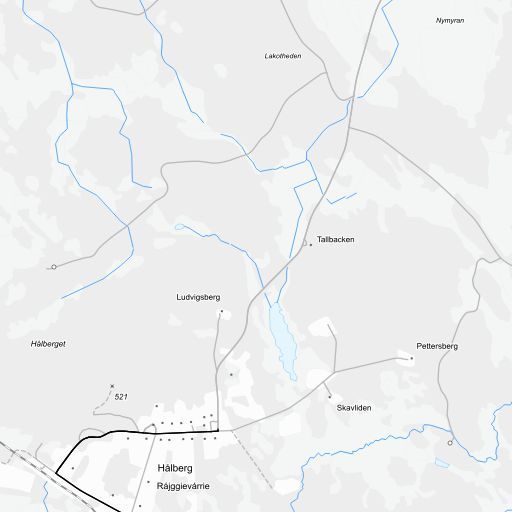 Nymyran
Lakotheden
Tallbacken
Ludvigsberg
Hålberget
Pettersberg
521
Skavliden
Hålberg
Rájggievárrie